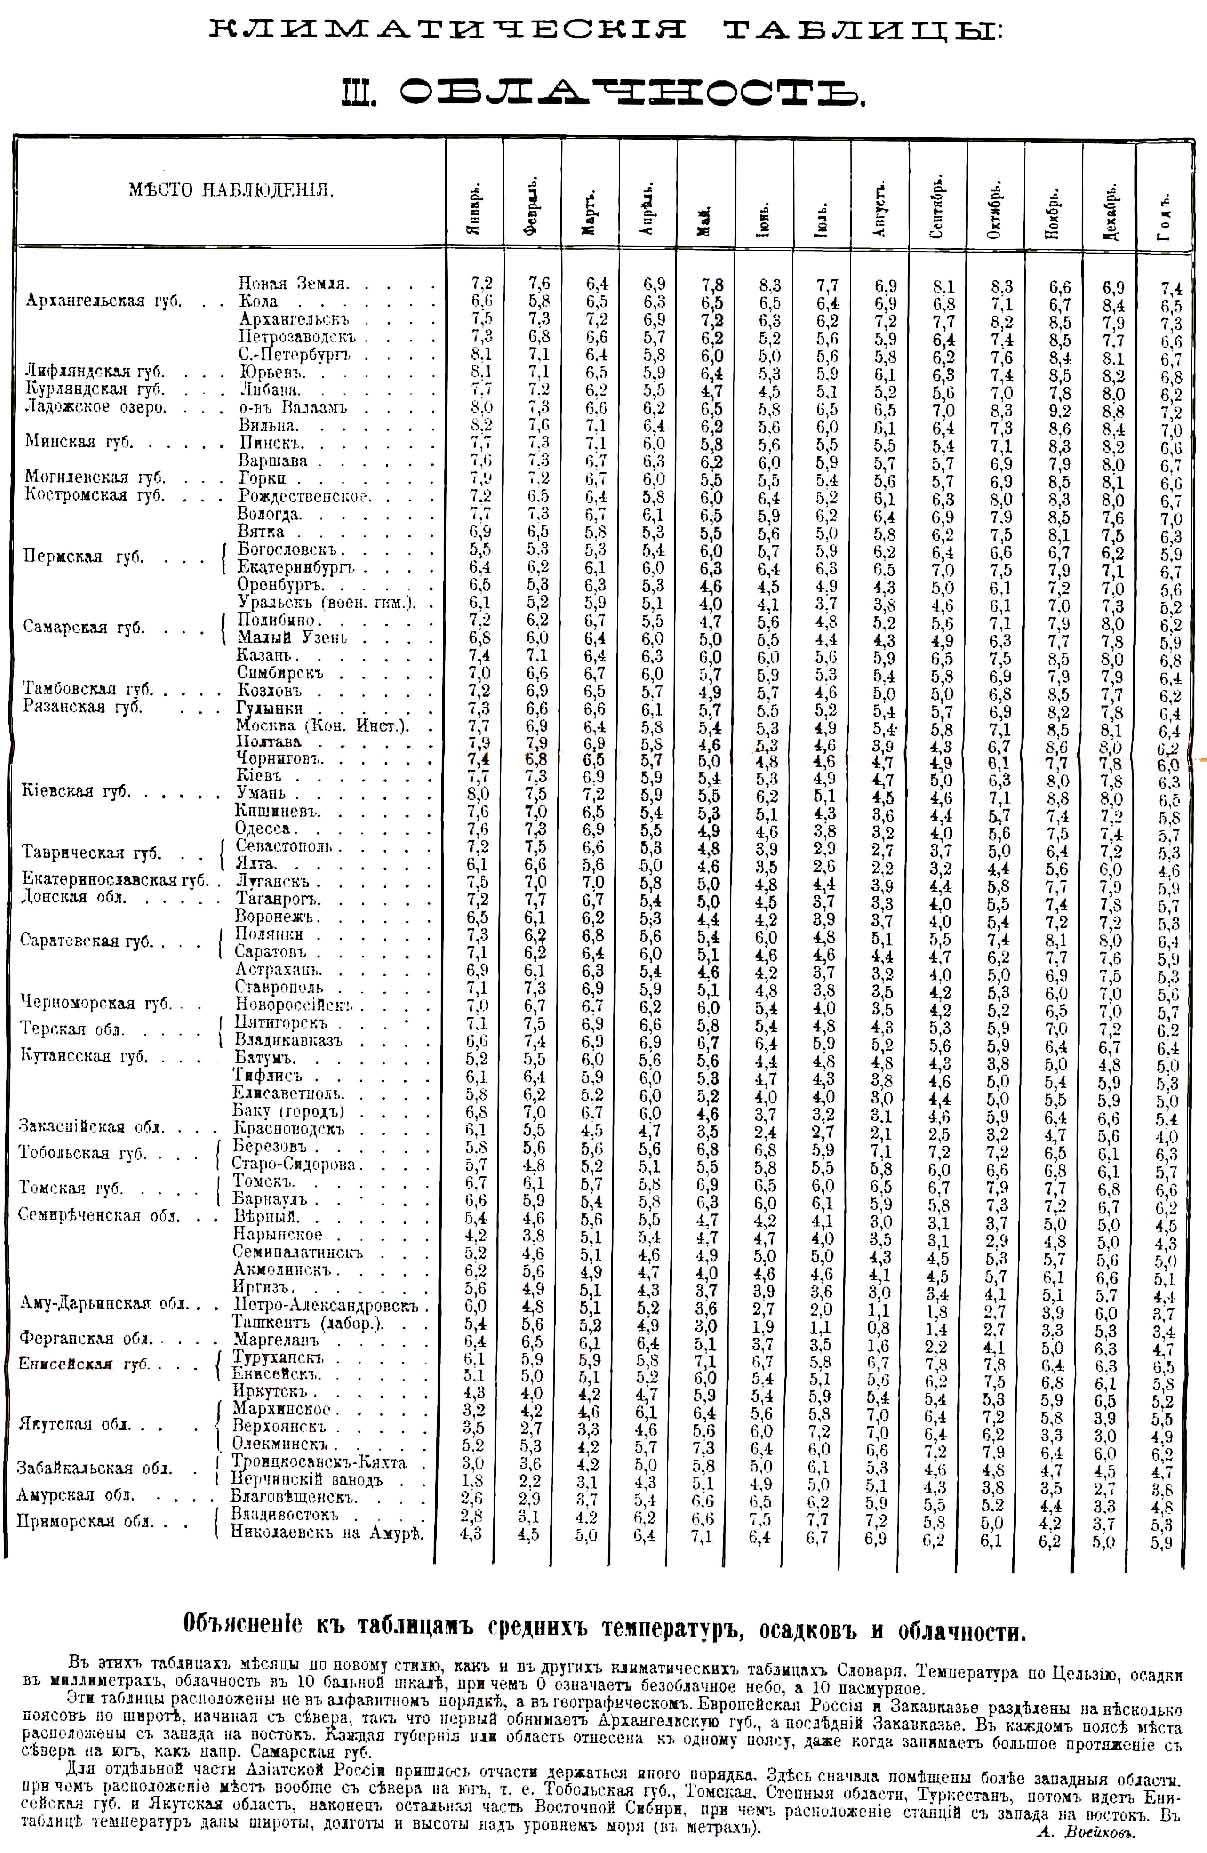 КЛИМАТИЧЕСКІЯ ТАБЛИЦЫ:
III. ОБЛАЧНОСТЬ.
МѢСТО НАБЛЮДЕНІЯ. Январь. Февраль. Мартъ. Апрѣль. Май. Іюнь. Іюль. Августъ. Сентябрь. Октябрь. Ноябрь. Декабрь. Годъ.
Новая Земля. 7,2 7,6 6,4 6,9 7,8 8,3 7,7 6,9 8,1 8,3 6,6 6,9 7,4
Архангельская губ. Кола 6,6 5,8 6,5 6,3 6,5 6,5 6,4 6,9 6,8 7,1 6,7 8,4 6,5
Архангельскъ 7,5 7,3 7,2 6,9 7,2 6,3 6,2 7,2 7,7 8,2 8,5 7,9 7,3
Петрозаводскъ 7,3 6,8 6,6 5,7 6,2 5,2 5,6 5,9 6,4 7,4 8,5 7,7 6,6
С.-Петербургъ 8,1 7,1 6,4 5,8 6,0 5,0 5,6 5,8 6,2 7,6 8,4 8,1 6,7
Лифляндская губ. Юрьевъ. 8,1 7,1 6,5 5,9 6,4 5,3 5,9 6,1 6,3 7,4 8,5 8,2 6,8
Курляндская губ. Либава. 7,7 7,2 6,2 5,5 4,7 4,5 5,1 5,2 5,6 7,0 7,8 8,0 6,2
Ладожское озеро. о-въ Валаамъ 8,0 7,3 6,6 6,2 6,5 5,8 6,5 6,5 7,0 8,3 9,2 8,8 7,2
Вильна. 8,2 7,6 7,1 6,4 6,2 5,6 6,0 6,1 6,4 7,3 8,6 8,4 7,0
Минская губ. Пинскъ. 7,7 7,3 7,1 6,0 5,8 5,6 5,5 5,5 5,4 7,1 8,3 8,2 6,6
Варшава 7,6 7,3 6,7 6,3 6,2 6,0 5,9 5,7 5,7 6,9 7,9 8,0 6,7
Могилевская губ. Горки 7,9 7,2 6,7 6,0 5,5 5,5 5,4 5,6 5,7 6,9 8,5 8,1 6,6
Костромская губ. Рождественское. 7,2 6,5 6,4 5,8 6,0 6,4 5,2 6,1 6,3 8,0 8,3 8,0 6,7
Вологда. 7,7 7,3 6,7 6,1 6,5 5,9 6,2 6,4 6,9 7,9 8,5 7,6 7,0
Вятка 6,9 6,5 5,8 5,3 5,5 5,6 5,0 5,8 6,2 7,5 8,1 7,5 6,3
Пермская губ. Богословскъ 5,5 5,3 5,3 5,4 6,0 5,7 5,9 6,2 6,4 6,6 6,7 6,2 5,9
Екатеринбургъ 6,4 6,2 6,1 6,0 6,3 6,4 6,3 6,5 7,0 7,5 7,9 7,1 6,7
Оренбургъ. 6,5 5,3 6,3 5,3 4,6 4,5 4,9 4,3 5,0 6,1 7,2 7,0 5,6
Уральскъ (воен. гим.). 6,1 5,2 5,9 5,1 4,0 4,1 3,7 3,8 4,6 6,1 7,0 7,3 5,2
Самарская губ. Полибино 7,2 6,2 6,7 5,5 4,7 5,6 4,8 5,2 5,6 7,1 7,9 8,0 6,2
Малый Узень 6,8 6,0 6,4 6,0 5,0 5,5 4,4 4,3 4,9 6,3 7,7 7,8 5,9
Казань. 7,4 7,1 6,4 6,3 6,0 6,0 5,6 5,9 6,5 7,5 8,5 8,0 6,8
Симбирскъ 7,0 6,6 6,7 6,0 5,7 5,9 5,3 5,4 5,8 6,9 7,9 7,9 6,4
Тамбовская губ. Козловъ 7,2 6,9 6,5 5,7 4,9 5,7 4,6 5,0 5,0 6,8 8,5 7,7 6,2
Рязанская губ. Гулынки 7,3 6,6 6,6 6,1 5,7 5,5 5,2 5,4 5,7 6,9 8,2 7,8 6,4
Москва (Кон. Инст.). 7,7 6,9 6,4 5,8 5,4 5,3 4,9 5,4 5,8 7,1 8,5 8,1 6,4
Полтава 7,9 7,9 6,9 5,8 4,6 5,3 4,6 3,9 4,3 6,7 8,6 8,0 6,2
Черниговъ. 7,4 6,8 6,5 5,7 5,0 4,8 4,6 4,7 4,9 6,1 7,7 7,8 6,0
Кіевъ 7,7 7,3 6,9 5,9 5,4 5,3 4,9 4,7 5,0 6,3 8,0 7,8 6,3
Кіевская губ. Умань 8,0 7,5 7,2 5,9 5,5 6,2 5,1 4,5 4,6 7,1 8,8 8,0 6,5
Кишиневъ. 7,6 7,0 6,5 5,4 5,3 5,1 4,3 3,6 4,4 5,7 7,4 7,2 5,8
Одесса. 7,6 7,3 6,9 5,5 4,9 4,6 3,8 3,2 4,0 5,6 7,5 7,4 5,7
Таврическая губ. Севастополь 7,2 7,5 6,6 5,3 4,8 3,9 2,9 2,7 3,7 5,0 6,4 7,2 5,3
Ялта. 6,1 6,6 5,6 5,0 4,6 3,5 2,6 2,2 3,2 4,4 5,6 6,0 4,6
Екатеринославская губ. Луганскъ 7,5 7,0 7,0 5,8 5,0 4,8 4,4 3,9 4,4 5,8 7,7 7,9 5,9
Донская обл. Таганрогъ. 7,2 7,7 6,7 5,4 5,0 4,5 3,7 3,3 4,0 5,5 7,4 7,8 5,7
Воронежъ. 6,5 6,1 6,2 5,3 4,4 4,2 3,9 3,7 4,0 5,4 7,2 7,2 5,3
Саратовская губ. Полянки 7,3 6,2 6,8 5,6 5,4 6,0 4,8 5,1 5,5 7,4 8,1 8,0 6,4
Саратовъ 7,1 6,2 6,4 6,0 5,1 4,6 4,6 4,4 4,7 6,2 7,7 7,6 5,9
Астрахань. 6,9 6,1 6,3 5,4 4,6 4,2 3,7 3,2 4,0 5,0 6,9 7,5 5,3
Ставрополь 7,1 7,3 6,9 5,9 5,1 4,8 3,8 3,5 4,2 5,3 6,0 7,0 5,6
Черноморская губ. Новороссійскъ 7,0 6,7 6,7 6,2 6,0 5,4 4,0 3,5 4,2 5,2 6,5 7,0 5,7
Терская обл. Пятигорскъ 7,1 7,5 6,9 6,6 5,8 5,4 4,8 4,3 5,3 5,9 7,0 7,2 6,2
Владикавказъ 6,6 7,4 6,9 6,9 6,7 6,4 5,9 5,2 5,6 5,9 6,4 6,7 6,4
Кутаисская губ. Батумъ. 5,2 5,5 6,0 5,6 5,6 4,4 4,8 4,8 4,3 3,8 5,0 4,8 5,0
Тифлисъ 6,1 6,4 5,9 6,0 5,3 4,7 4,3 3,8 4,6 5,0 5,4 5,9 5,3
Елисаветполь. 5,8 6,2 5,2 6,0 5,2 4,0 4,0 3,0 4,4 5,0 5,5 5,9 5,0
Баку (городъ) 6,8 7,0 6,7 6,0 4,6 3,7 3,2 3,1 4,6 5,9 6,4 6,6 5,4
Закаспійская обл. Красноводскъ 6,1 5,5 4,5 4,7 3,5 2,4 2,7 2,1 2,5 3,2 4,7 5,6 4,0
Тобольская губ. Березовъ 5,8 5,6 5,6 5,6 6,8 6,8 5,9 7,1 7,2 7,2 6,5 6,1 6,3
Старо-Сидорова. 5,7 4,8 5,2 5,1 5,5 5,8 5,5 5,8 6,0 6,6 6,8 6,1 5,7
Томская губ. Томскъ. 6,7 6,1 5,7 5,8 6,9 6,5 6,0 6,5 6,7 7,9 7,7 6,8 6,6
Барнаулъ 6,6 5,9 5,4 5,8 6,3 6,0 6,1 5,9 5,8 7,3 7,2 6,7 6,2
Семирѣченская обл. Вѣрный. 5,4 4,6 5,6 5,5 4,7 4,2 4,1 3,0 3,1 3,7 5,0 5,0 4,5
Нарынское 4,2 3,8 5,1 5,4 4,7 4,7 4,0 3,5 3,1 2,9 4,8 5,0 4,3
Семипалатинскъ 5,2 4,6 5,1 4,6 4,9 5,0 5,0 4,3 4,5 5,3 5,7 5,6 5,0
Акмолинскъ 6,2 5,6 4,9 4,7 4,0 4,6 4,6 4,1 4,5 5,7 6,1 6,6 5,1
Иргизъ. 5,6 4,9 5,1 4,3 3,7 3,9 3,6 3,0 3,4 4,1 5,1 5,7 4,4
Аму-Дарьинская обл. Петро-Александровскъ 6,0 4,8 5,1 5,2 3,6 2,7 2,0 1,1 1,8 2,7 3,9 6,0 3,7
Ташкентъ (лабор.). 5,4 5,6 5,2 4,9 3,0 1,9 1,1 0,8 1,4 2,7 3,3 5,3 3,4
Ферганская обл. Маргеланъ 6,4 6,5 6,1 6,4 5,1 3,7 3,5 1,6 2,2 4,1 5,0 6,3 4,7
Енисейская губ. Туруханскъ 6,1 5,9 5,9 5,8 7,1 6,7 5,8 6,7 7,8 7,8 6,4 6,3 6,5
Енисейскъ. 5,1 5,0 5,1 5,2 6,0 5,4 5,1 5,6 6,2 7,5 6,8 6,1 5,8
Иркутскъ 4,3 4,0 4,2 4,7 5,9 5,4 5,9 5,4 5,4 5,3 5,9 6,5 5,2
Якутская обл. Мархинское 3,2 4,2 4,6 6,1 6,4 5,6 5,8 7,0 6,4 7,2 5,8 3,9 5,5
Верхоянскъ 3,5 2,7 3,3 4,6 5,6 6,0 7,2 7,0 6,4 6,2 3,3 3,0 4,9
Олекминскъ 5,2 5,3 4,2 5,7 7,3 6,4 6,0 6,6 7,2 7,9 6,4 6,0 6,2
Забайкальская обл. Троицкосавскъ-Кяхта 3,0 3,6 4,2 5,0 5,8 5,0 6,1 5,3 4,6 4,8 4,7 4,5 4,7
Нерчинскій заводъ 1,8 2,2 3,1 4,3 5,1 4,9 5,0 5,1 4,3 3,8 3,5 2,7 3,8
Амурская обл. Благовѣщенскъ. 2,6 2,9 3,7 5,4 6,6 6,5 6,2 5,9 5,5 5,2 4,4 3,3 4,8
Приморская обл. Владивостокъ 2,8 3,1 4,2 6,2 6,6 7,5 7,7 7,2 5,8 5,0 4,2 3,7 5,3
Николаевскъ на Амурѣ. 4,3 4,5 5,0 6,4 7,1 6,4 6,7 6,9 6,2 6,1 6,2 5,0 5,9
Объясненіе къ таблицамъ среднихъ температуръ, осадковъ и облачности.
Въ этихъ таблицахъ мѣсяцы по новому стилю, какъ и въ другихъ климатическихъ таблицахъ Словаря. Температура по Цельзію, осадки
въ миллиметрахъ, облачность въ 10 бальной шкалѣ, при чемъ 0 означаетъ безоблачное небо, а 10 пасмурное.
Эти таблицы расположены не въ алфавитномъ порядкѣ, а въ географическомъ. Европейская Россія и Закавказье раздѣлены на нѣсколько
поясовъ по широтѣ, начиная съ сѣвера, такъ что первый обнимаетъ Архангельскую губ., а послѣдній Закавказье. Въ каждомъ поясѣ мѣста
расположены съ запада на востокъ. Каждая губернія или область отнесена къ одному поясу, даже когда занимаетъ большое протяженіе съ
сѣвера на югъ, какъ напр. Самарская губ.
Для отдѣльной части Азіатской Россіи пришлось отчасти держаться иного порядка. Здѣсь сначала помѣщены болѣе западныя области,
при чемъ расположеніе мѣстъ вообще съ сѣвера на югъ, т. е. Тобольская губ., Томская, Степныя области, Туркестанъ, потомъ идетъ Ени-
сейская губ. и Якутская область, наконецъ остальная часть Восточной Сибири, при чемъ расположеніе станцій съ запада на востокъ. Въ
таблицѣ температуръ даны широты, долготы и высоты надъ уровнемъ моря (въ метрахъ).
А. Воейковъ.